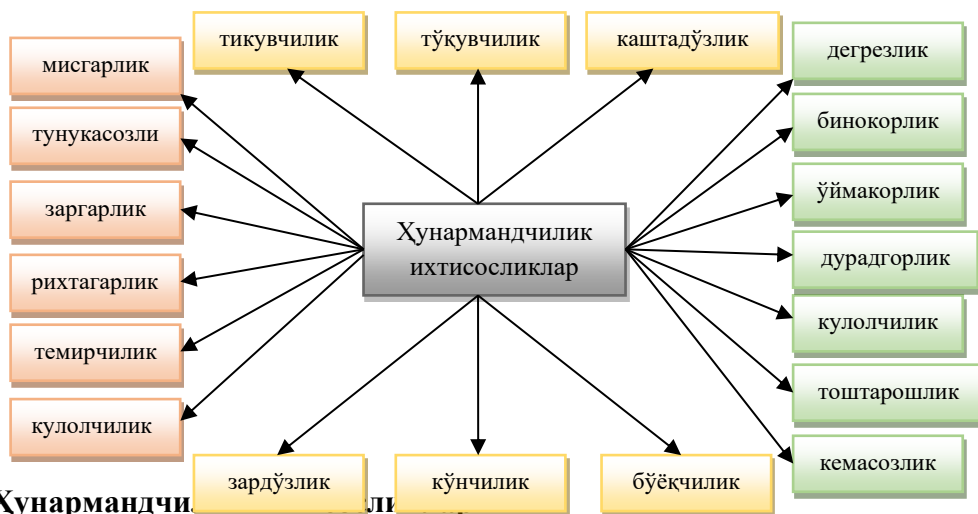 тикувчилик
тўқувчилик
каштадўзлик
мисгарлик
тунукасозли
заргарлик
рихтагарлик
темирчилик
кулолчилик
Ҳунармандчилик
ихтисосликлар
дегрезлик
бинокорлик
ўймакорлик
дурадгорлик
кулолчилик
тоштарошлик
кемасозлик
зардўзлик
кўнчилик
бўёқчилик